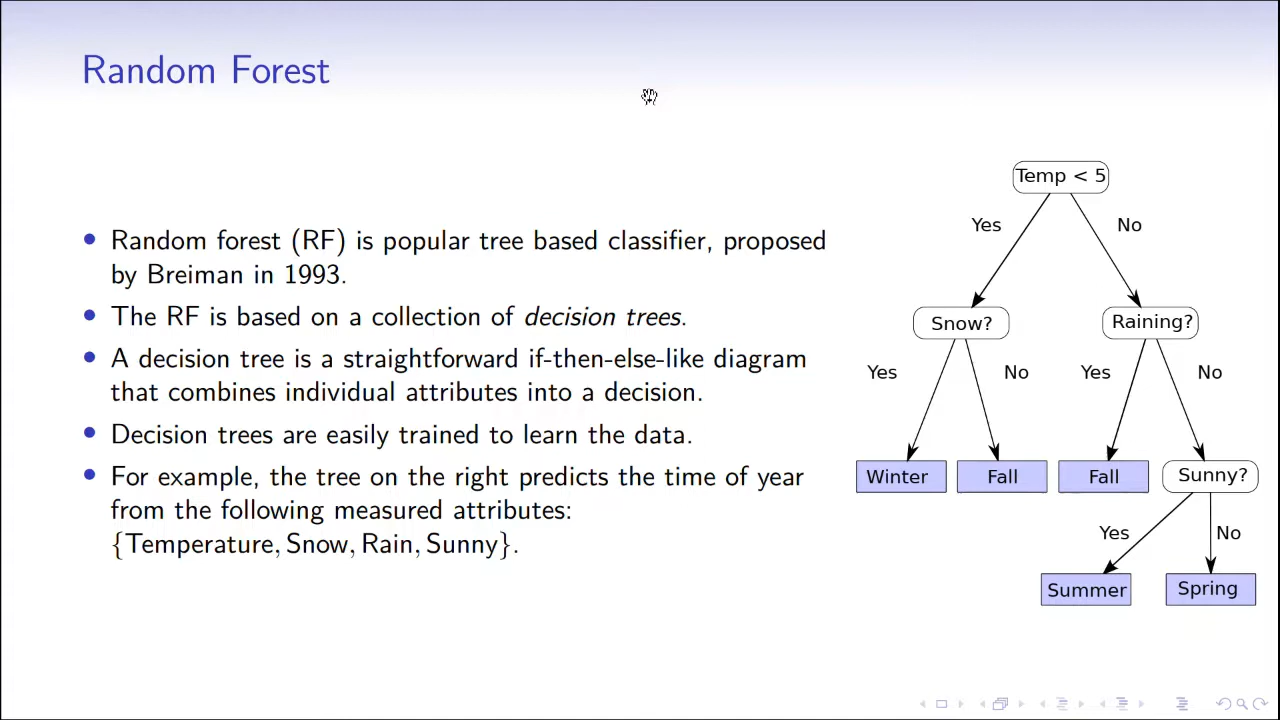 Random Forest
Random forest (RF) is popular tree based classifier, proposed
by Breiman in 1993.
The RF is based on a collection of decision trees.
A decision tree is a straightforward if-then-else-like diagram
that combines individual attributes into a decision.
Decision trees are easily trained to learn the data.
For example, the tree on the right predicts the time of year
from the following measured attributes:
{Temperature, Snow, Rain, Sunny}.
Temp < 5
Yes
No
Snow?
Raining?
Yes
No
Yes
No
Winter
Fall
Fall
Sunny?
Yes
No
Summer
Spring